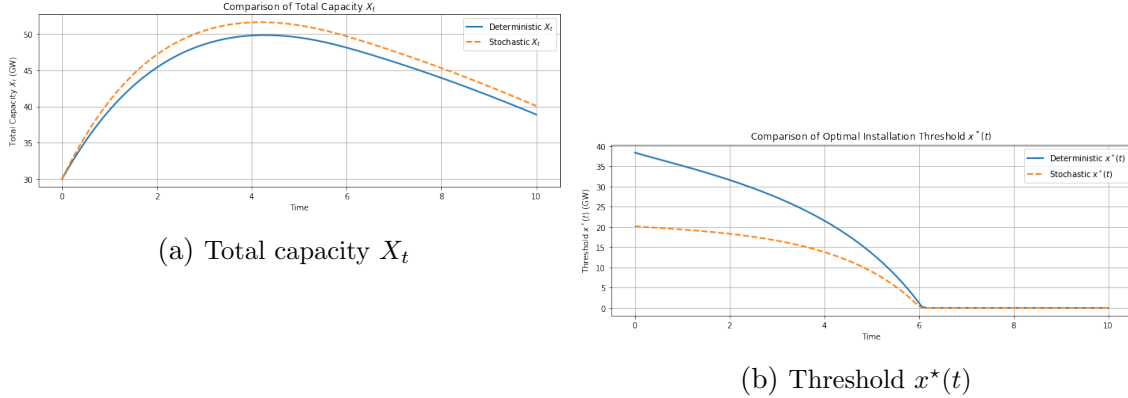 Comparison of Total Capacity X_t
Total Capacity X_t (GW)
50
45
40
35
30
Deterministic X_t
Stochastic X_t
0 2 4 6 8 10
Time
(a) Total capacity X_t
Comparison of Optimal Installation Threshold x^*(t)
Threshold x^*(t) (GW)
40
35
30
25
20
15
10
5
0
Deterministic x^*(t)
Stochastic x^*(t)
0 2 4 6 8 10
Time
(b) Threshold x^⋆(t)